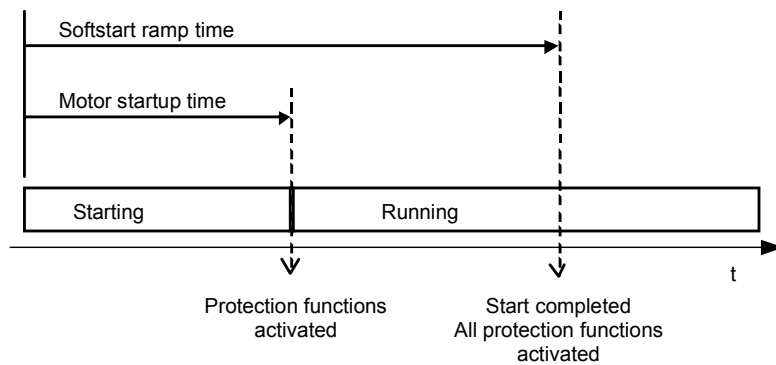 Softstart ramp time
Motor startup time
Starting
Running
t
Protection functions
activated
Start completed
All protection functions
activated